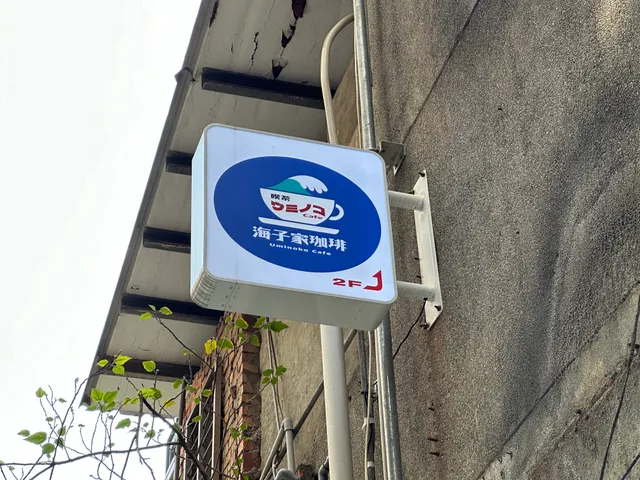 喫茶
ウミノコ
Cafe
海子家珈琲
Uminoko Cafe
2F